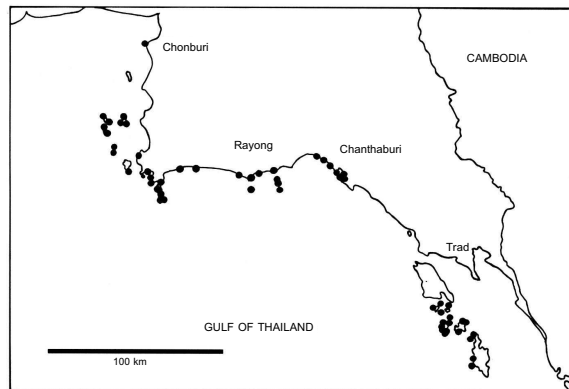 Chonburi
CAMBODIA
Rayong
Chanthaburi
Trad
GULF OF THAILAND
100 km